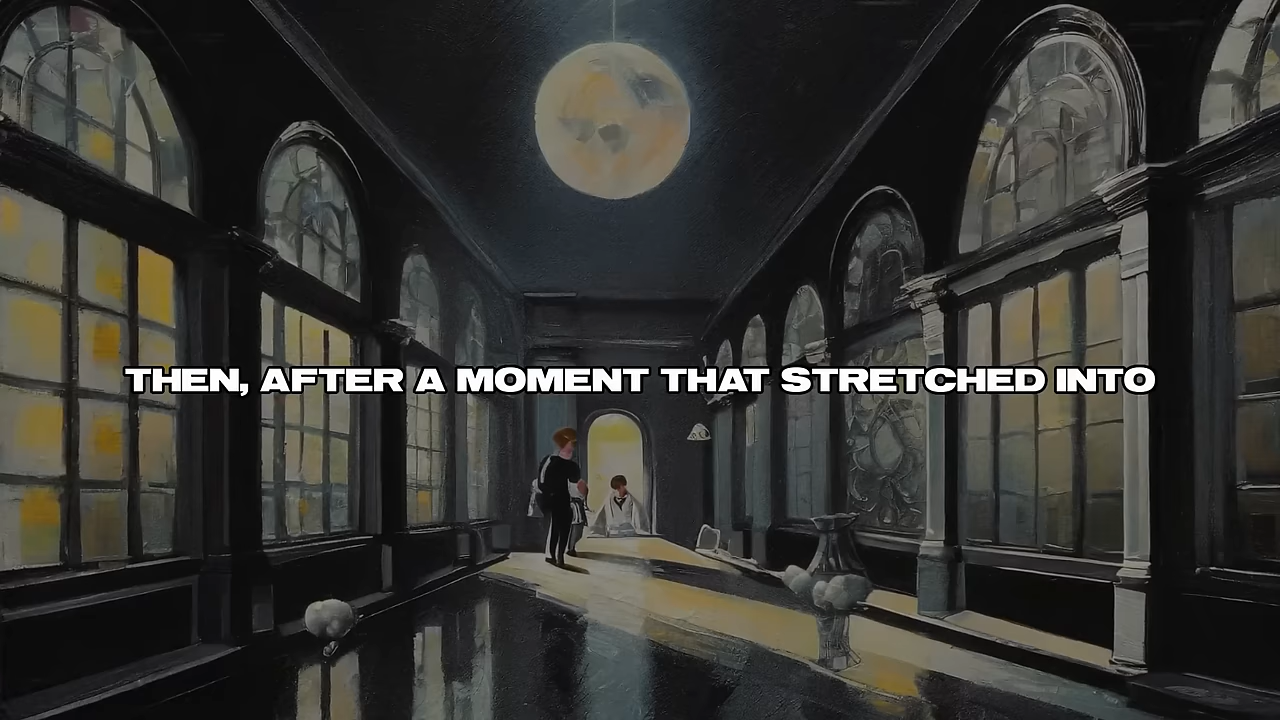 THEN, AFTER A MOMENT THAT STRETCHED INTO